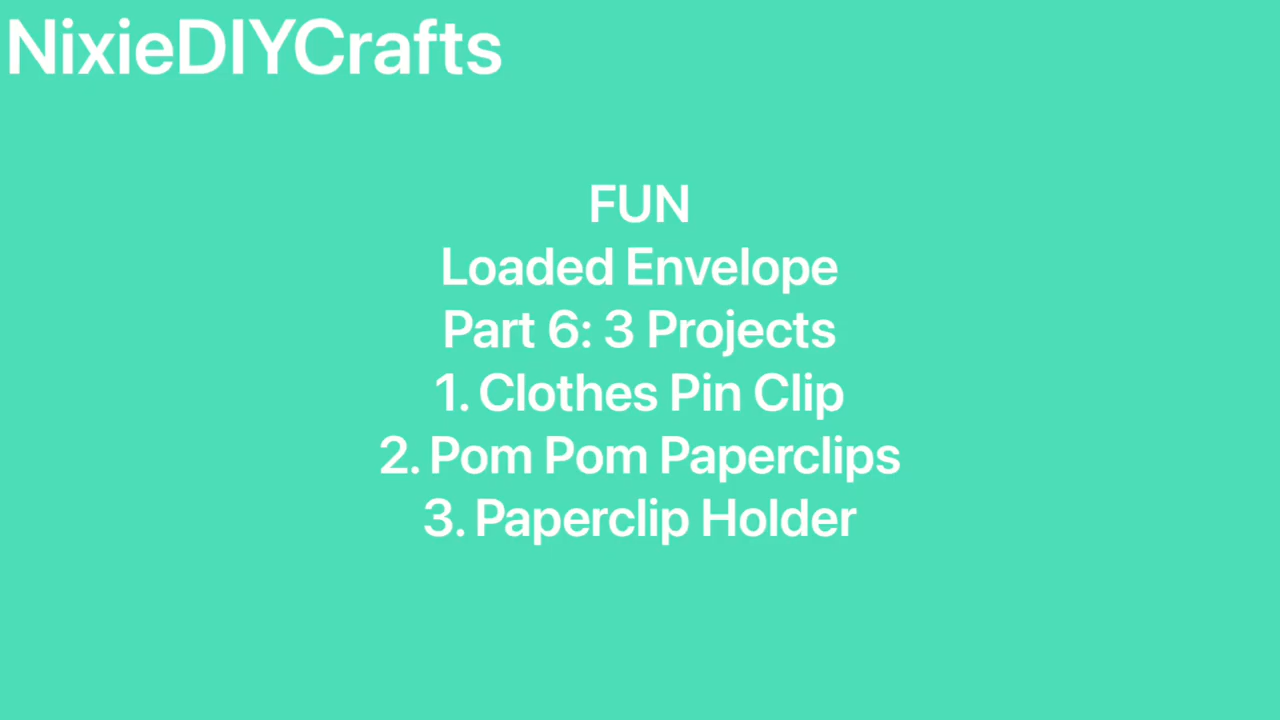 NixieDIYCrafts
FUN
Loaded Envelope
Part 6: 3 Projects
1. Clothes Pin Clip
2. Pom Pom Paperclips
3. Paperclip Holder